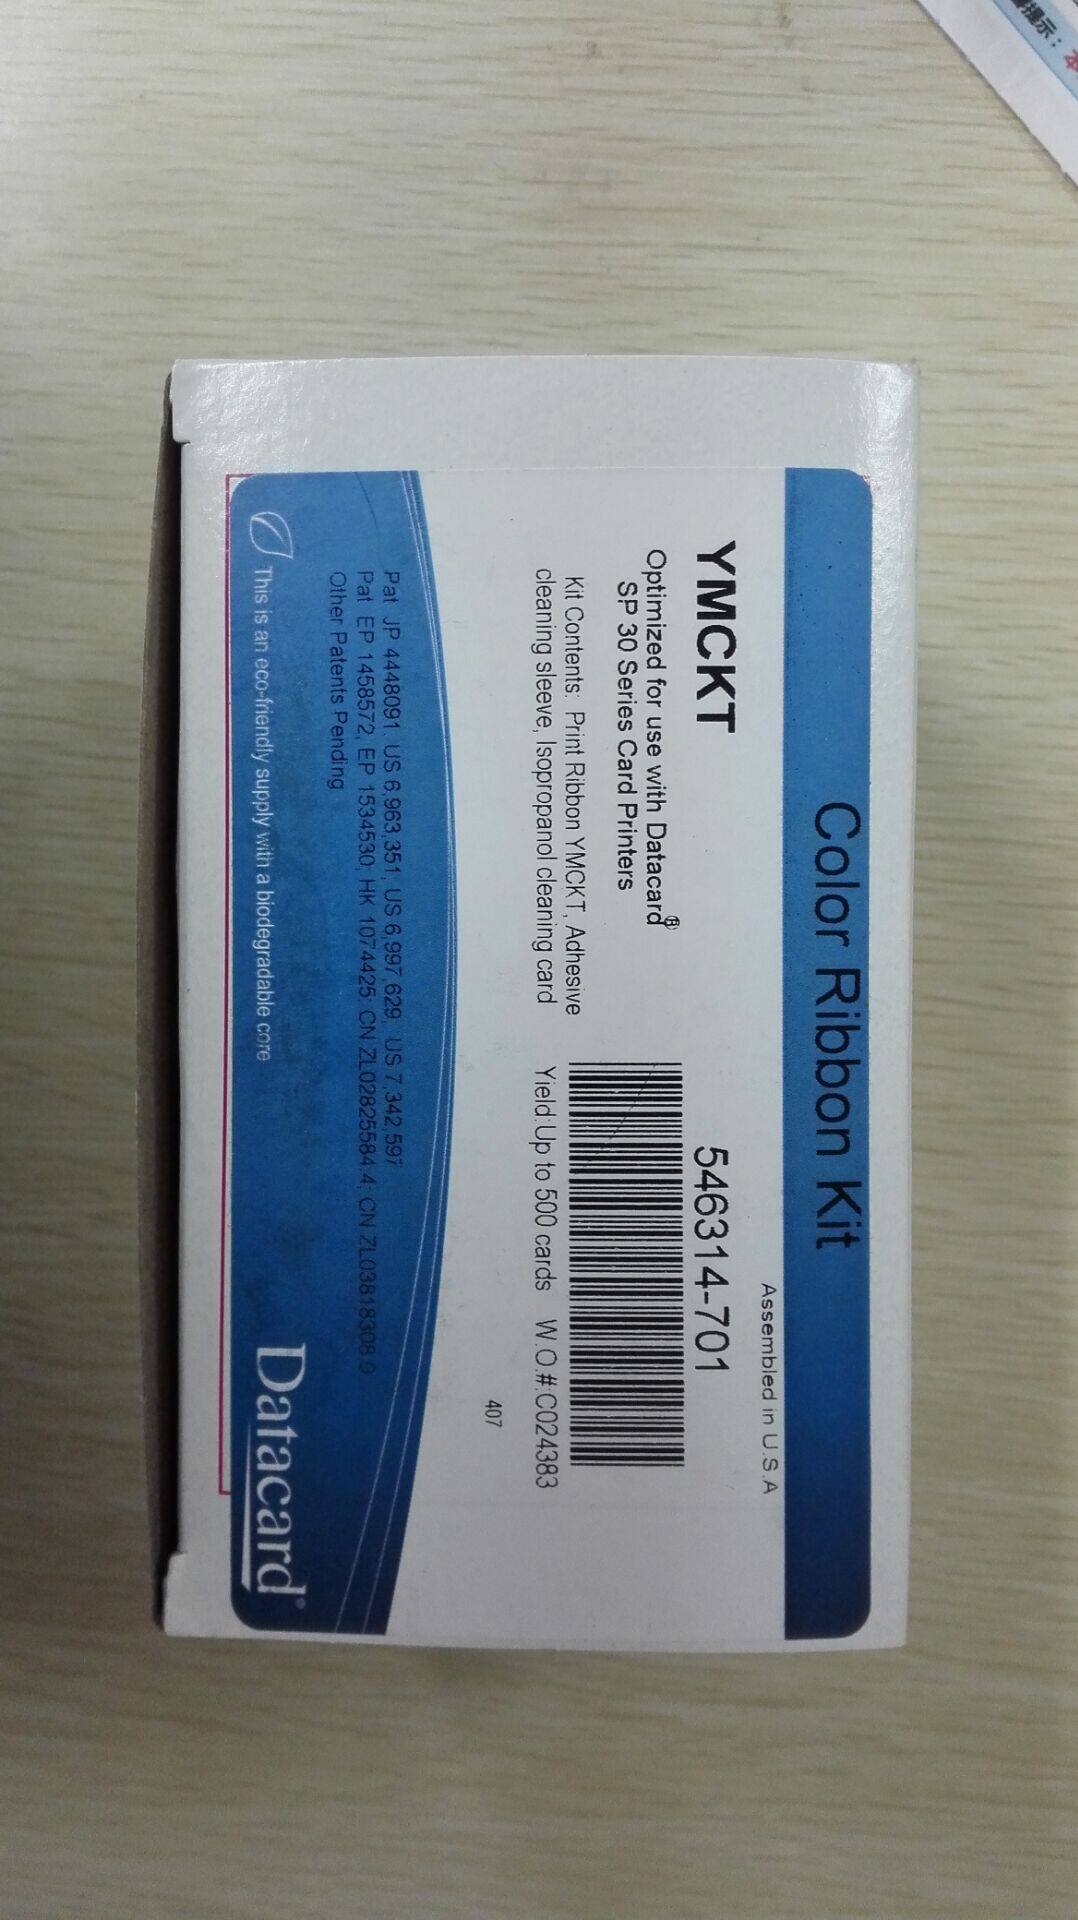 Color Ribbon Kit
Assembled in U.S.A
YMCKT
546314-701
Optimized for use with Datacard®
SP 30 Series Card Printers
Kit Contents: Print Ribbon YMCKT, Adhesive
cleaning sleeve, Isopropanol cleaning card
Yield:Up to 500 cards W.O.#:C024383
407
Pat JP 4448091. US 6,963,351, US 6,997,629, US 7,342,597
Pat EP 1458572, EP 1534530, HK 1074425; CN ZL02825584.4; CN ZL03818308.0
Other Patents Pending
This is an eco-friendly supply with a biodegradable core
Datacard®
提示：本